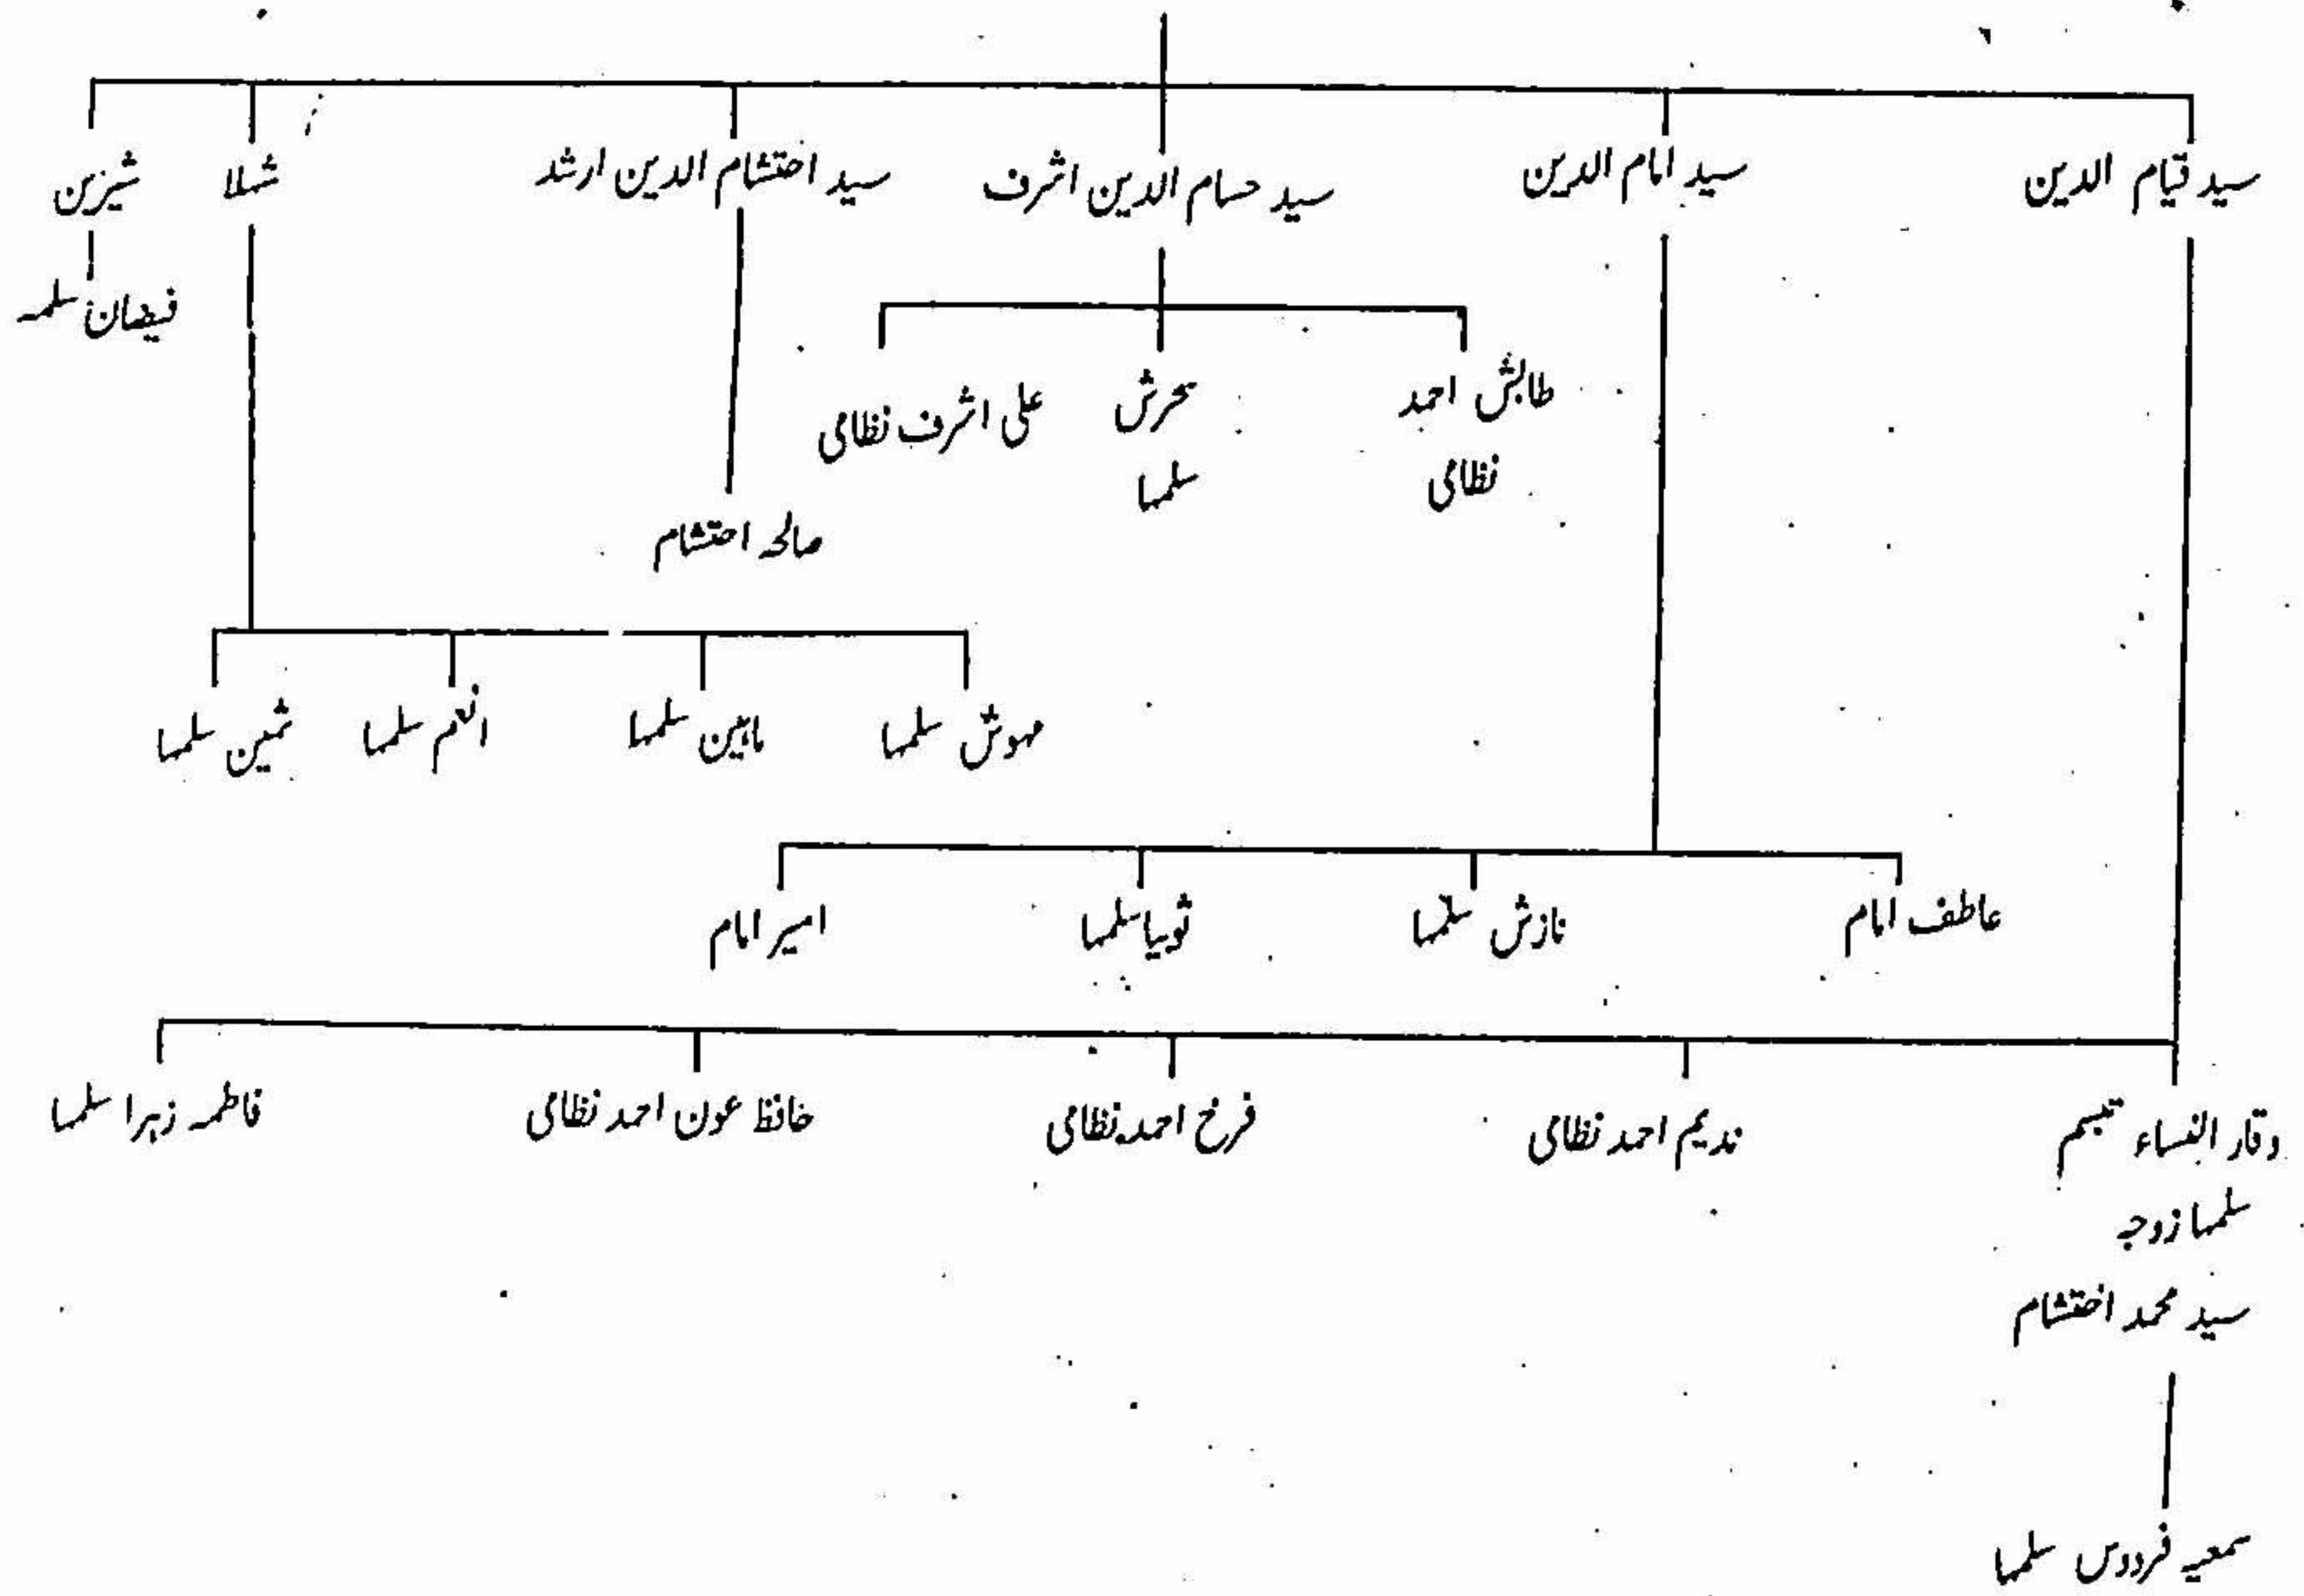 سید قیام الدین
سید امام الدین
سید حسام الدین اشرف
سید احتشام الدین ارشد
شہلا
شیزین
فیضان سلمہ
طابش احمد
نظامی
سحرش
سلمہا
علی اشرف نظامی
صالحہ احتشام
مہوش سلمہا
ماہین سلمہا
انعم سلمہا
ثمین سلمہا
عاطف امام
نازش سلمہا
ثوبیا سلمہا
امیر امام
وقار النساء تبسم
سلمہا زوجہ
سید محمد احتشام
ندیم احمد نظامی
فرخ احمد نظامی
حافظ عون احمد نظامی
فاطمہ زہرا سلمہا
سمعیہ فردوس سلمہا